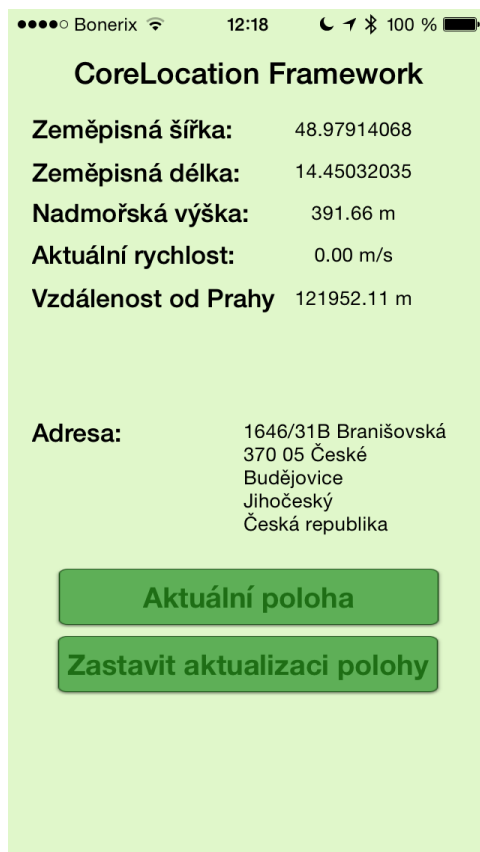 Bonerix 12:18 100 %
CoreLocation Framework
Zeměpisná šířka: 48.97914068
Zeměpisná délka: 14.45032035
Nadmořská výška: 391.66 m
Aktuální rychlost: 0.00 m/s
Vzdálenost od Prahy 121952.11 m
Adresa: 1646/31B Branišovská
370 05 České
Budějovice
Jihočeský
Česká republika
Aktuální poloha
Zastavit aktualizaci polohy